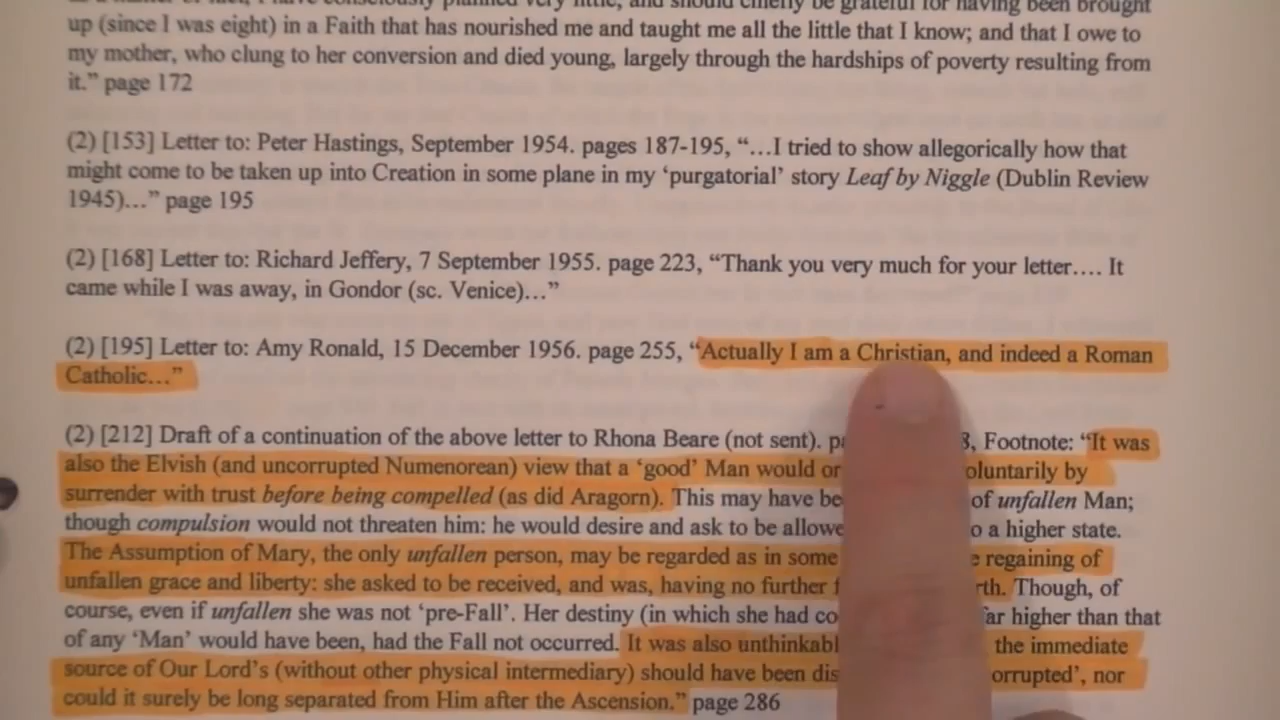 up (since I was eight) in a Faith that has nourished me and taught me all the little that I know; and that I owe to
my mother, who clung to her conversion and died young, largely through the hardships of poverty resulting from
it.” page 172
(2) [153] Letter to: Peter Hastings, September 1954. pages 187-195, “…I tried to show allegorically how that
might come to be taken up into Creation in some plane in my ‘purgatorial’ story Leaf by Niggle (Dublin Review
1945)…” page 195
(2) [168] Letter to: Richard Jeffery, 7 September 1955. page 223, “Thank you very much for your letter…. It
came while I was away, in Gondor (sc. Venice)…”
(2) [195] Letter to: Amy Ronald, 15 December 1956. page 255, “Actually I am a Christian, and indeed a Roman
Catholic…”
(2) [212] Draft of a continuation of the above letter to Rhona Beare (not sent). Footnote: “It was
also the Elvish (and uncorrupted Numenorean) view that a ‘good’ Man would by
surrender with trust before being compelled (as did Aragorn). This may have of unfallen Man;
though compulsion would not threaten him: he would desire and ask to be a higher state.
The Assumption of Mary, the only unfallen person, may be regarded as in some regaining of
unfallen grace and liberty: she asked to be received, and was, having no further Though, of
course, even if unfallen she was not ‘pre-Fall’. Her destiny (in which she had higher than that
of any ‘Man’ would have been, had the Fall not occurred. It was also the immediate
source of Our Lord’s (without other physical intermediary) should have been nor
could it surely be long separated from Him after the Ascension.” page 286